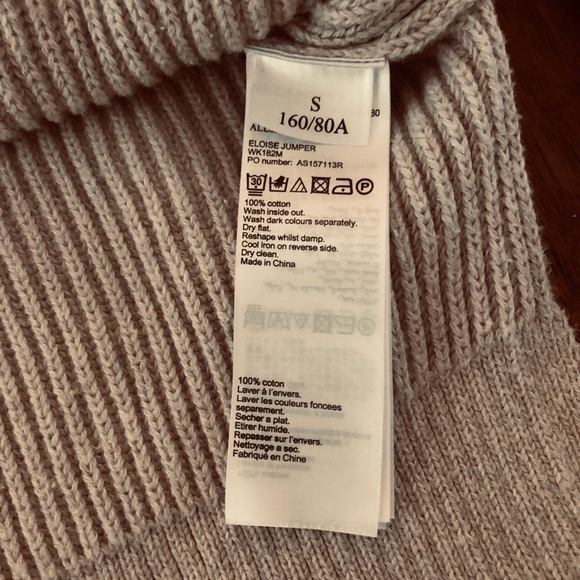 S
160/80A
80
ELOISE JUMPER
WK182M
PO number: AS157113R
30
P
100% cotton
Wash inside out.
Wash dark colours separately.
Dry flat.
Reshape whilst damp.
Cool iron on reverse side.
Dry clean.
Made in China
100% coton
Laver à l'envers.
Laver les couleurs foncees
separement.
Secher a plat.
Etirer humide.
Repasser sur l'envers.
Nettoyage a sec.
Fabriqué en Chine